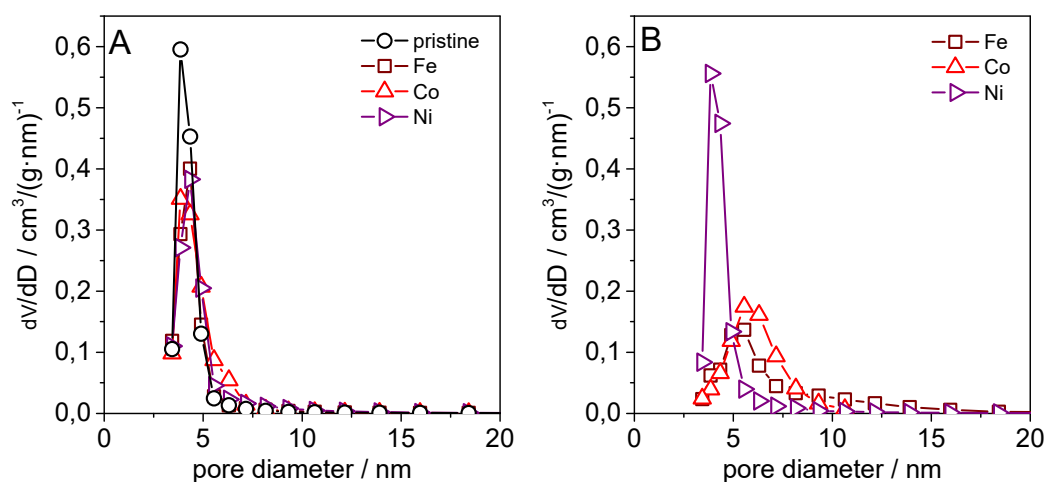 A
pristine
Fe
Co
Ni
0,6
0,5
0,4
0,3
0,2
0,1
0,0
dV/dD / cm³/(g·nm)⁻¹
0 5 10 15 20
pore diameter / nm
B
Fe
Co
Ni
0,6
0,5
0,4
0,3
0,2
0,1
0,0
dV/dD / cm³/(g·nm)⁻¹
0 5 10 15 20
pore diameter / nm